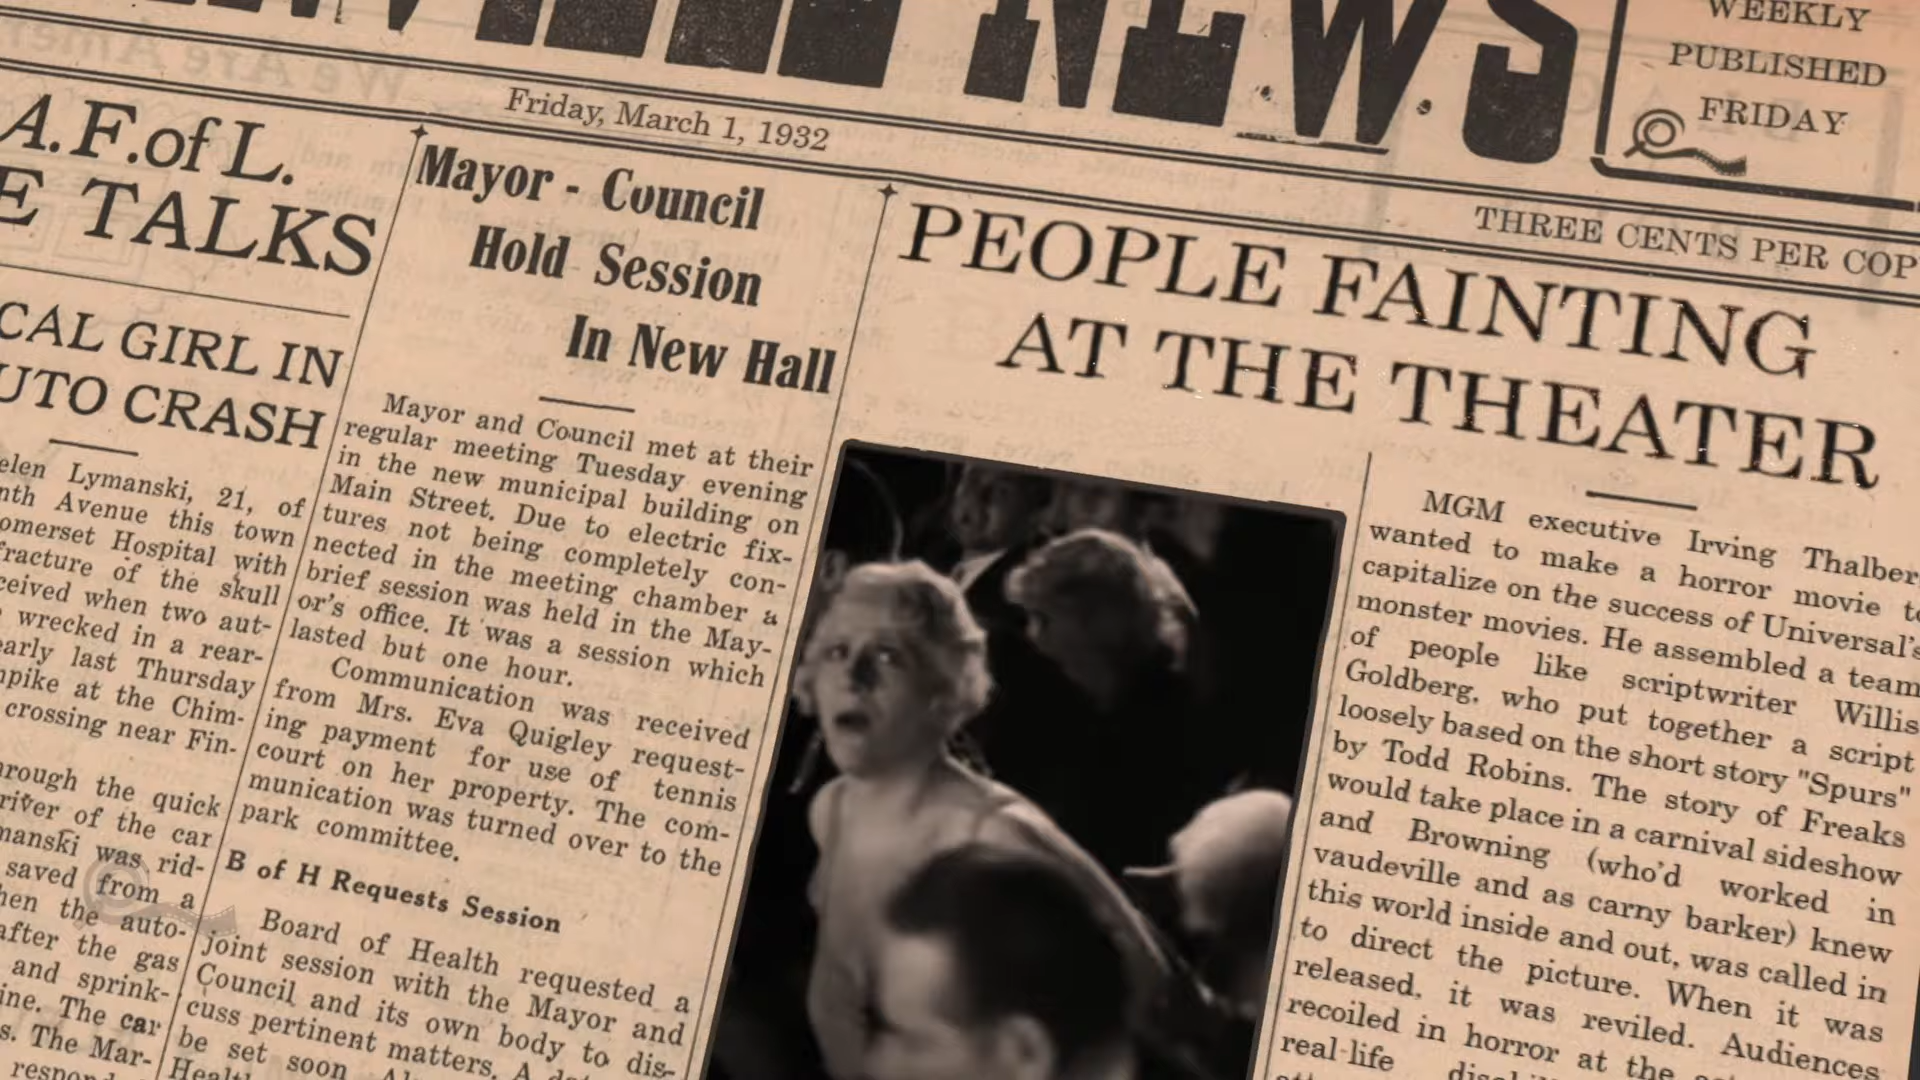 NEWS
WEEKLY
PUBLISHED
FRIDAY
Friday, March 1, 1932
THREE CENTS PER COP
A.F.of L.
E TALKS
CAL GIRL IN
UTO CRASH
elen Lymanski, 21, of
nth Avenue this town
omerset Hospital with
fracture of the skull
ceived when two aut-
wrecked in a rear-
early last Thursday
npike at the Chim-
crossing near Fin-
hrough the quick
river of the car
manski was rid-
saved from a
hen the auto-
after the gas
and sprink-
ine. The car
s. The Mar-
respond
Mayor - Council
Hold Session
In New Hall
Mayor and Council met at their
regular meeting Tuesday evening
in the new municipal building on
Main Street. Due to electric fix-
tures not being completely con-
nected in the meeting chamber a
brief session was held in the May-
or's office. It was a session which
lasted but one hour.
Communication was received
from Mrs. Eva Quigley request-
ing payment for use of tennis
court on her property. The com-
munication was turned over to the
park committee.
B of H Requests Session
Board of Health requested a
joint session with the Mayor and
Council and its own body to dis-
cuss pertinent matters. A
be set soon
PEOPLE FAINTING
AT THE THEATER
MGM executive Irving Thalber
wanted to make a horror movie to
capitalize on the success of Universal's
monster movies. He assembled a team
of people like scriptwriter Willis
Goldberg, who put together a script
loosely based on the short story "Spurs"
by Todd Robins. The story of Freaks
would take place in a carnival sideshow
and Browning (who'd worked in
vaudeville and as carny barker) knew
this world inside and out, was called in
to direct the picture. When it was
released, it was reviled. Audiences
recoiled in horror at the
real-life